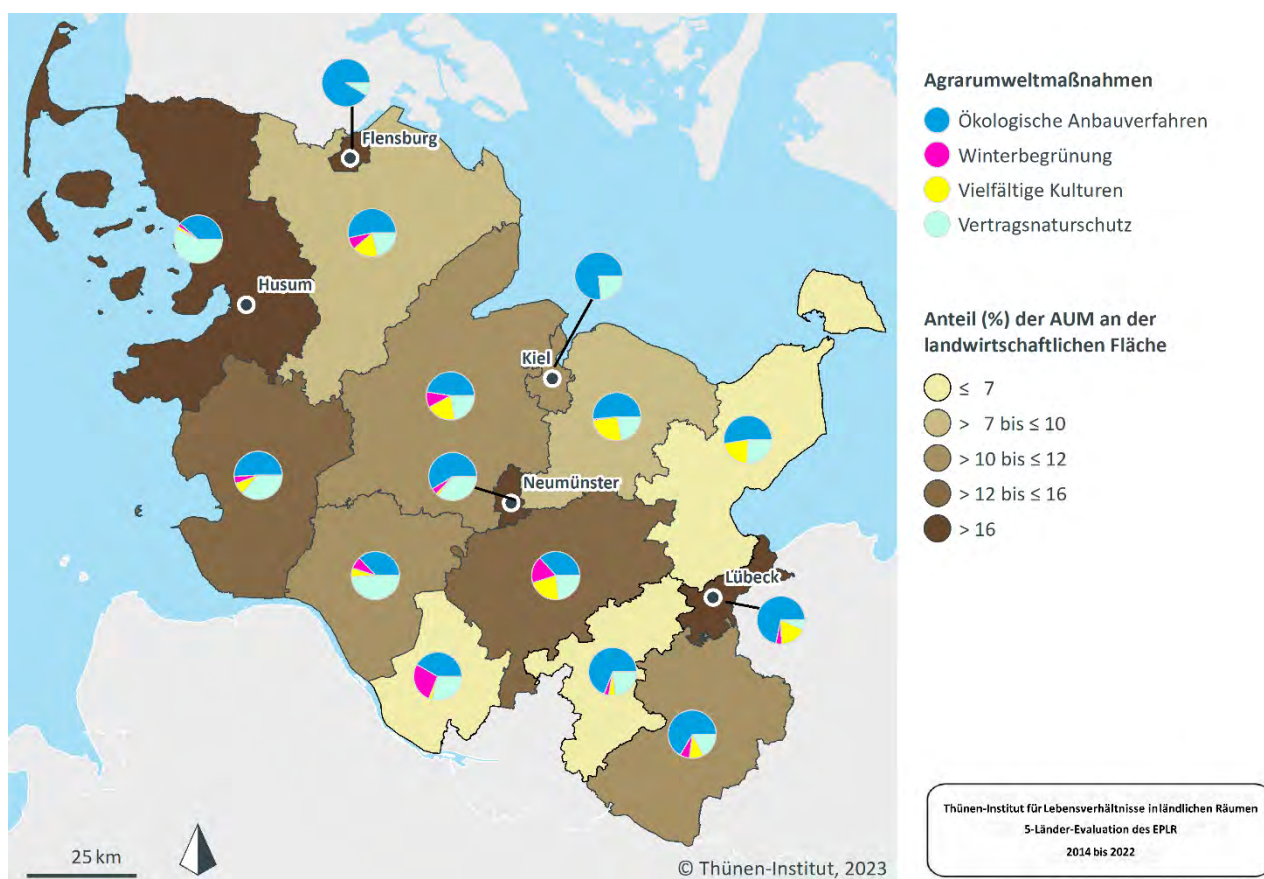 Flensburg
Husum
Kiel
Neumünster
Lübeck
25 km
© Thünen-Institut, 2023
Agrarumweltmaßnahmen
Ökologische Anbauverfahren
Winterbegrünung
Vielfältige Kulturen
Vertragsnaturschutz
Anteil (%) der AUM an der
landwirtschaftlichen Fläche
≤ 7
> 7 bis ≤ 10
> 10 bis ≤ 12
> 12 bis ≤ 16
> 16
Thünen-Institut für Lebensverhältnisse in ländlichen Räumen
5-Länder-Evaluation des EPLR
2014 bis 2022